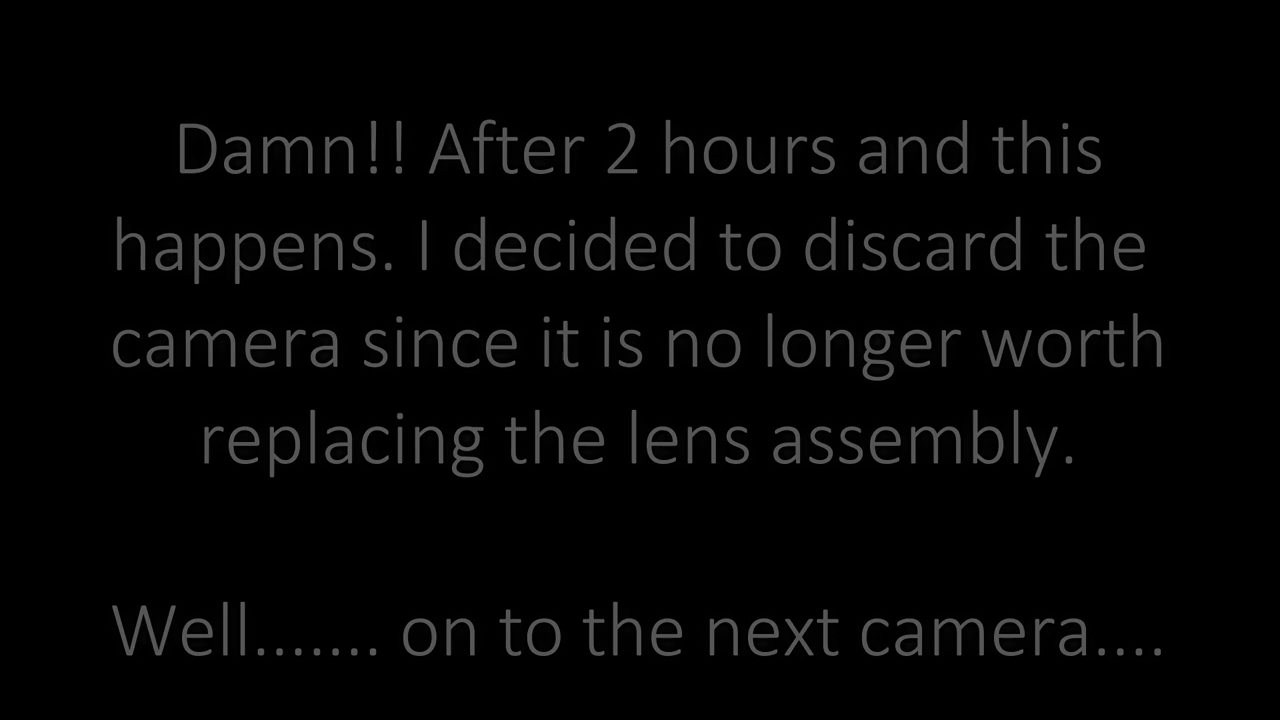 Damn!! After 2 hours and this
happens. I decided to discard the
camera since it is no longer worth
replacing the lens assembly.
Well....... on to the next camera....